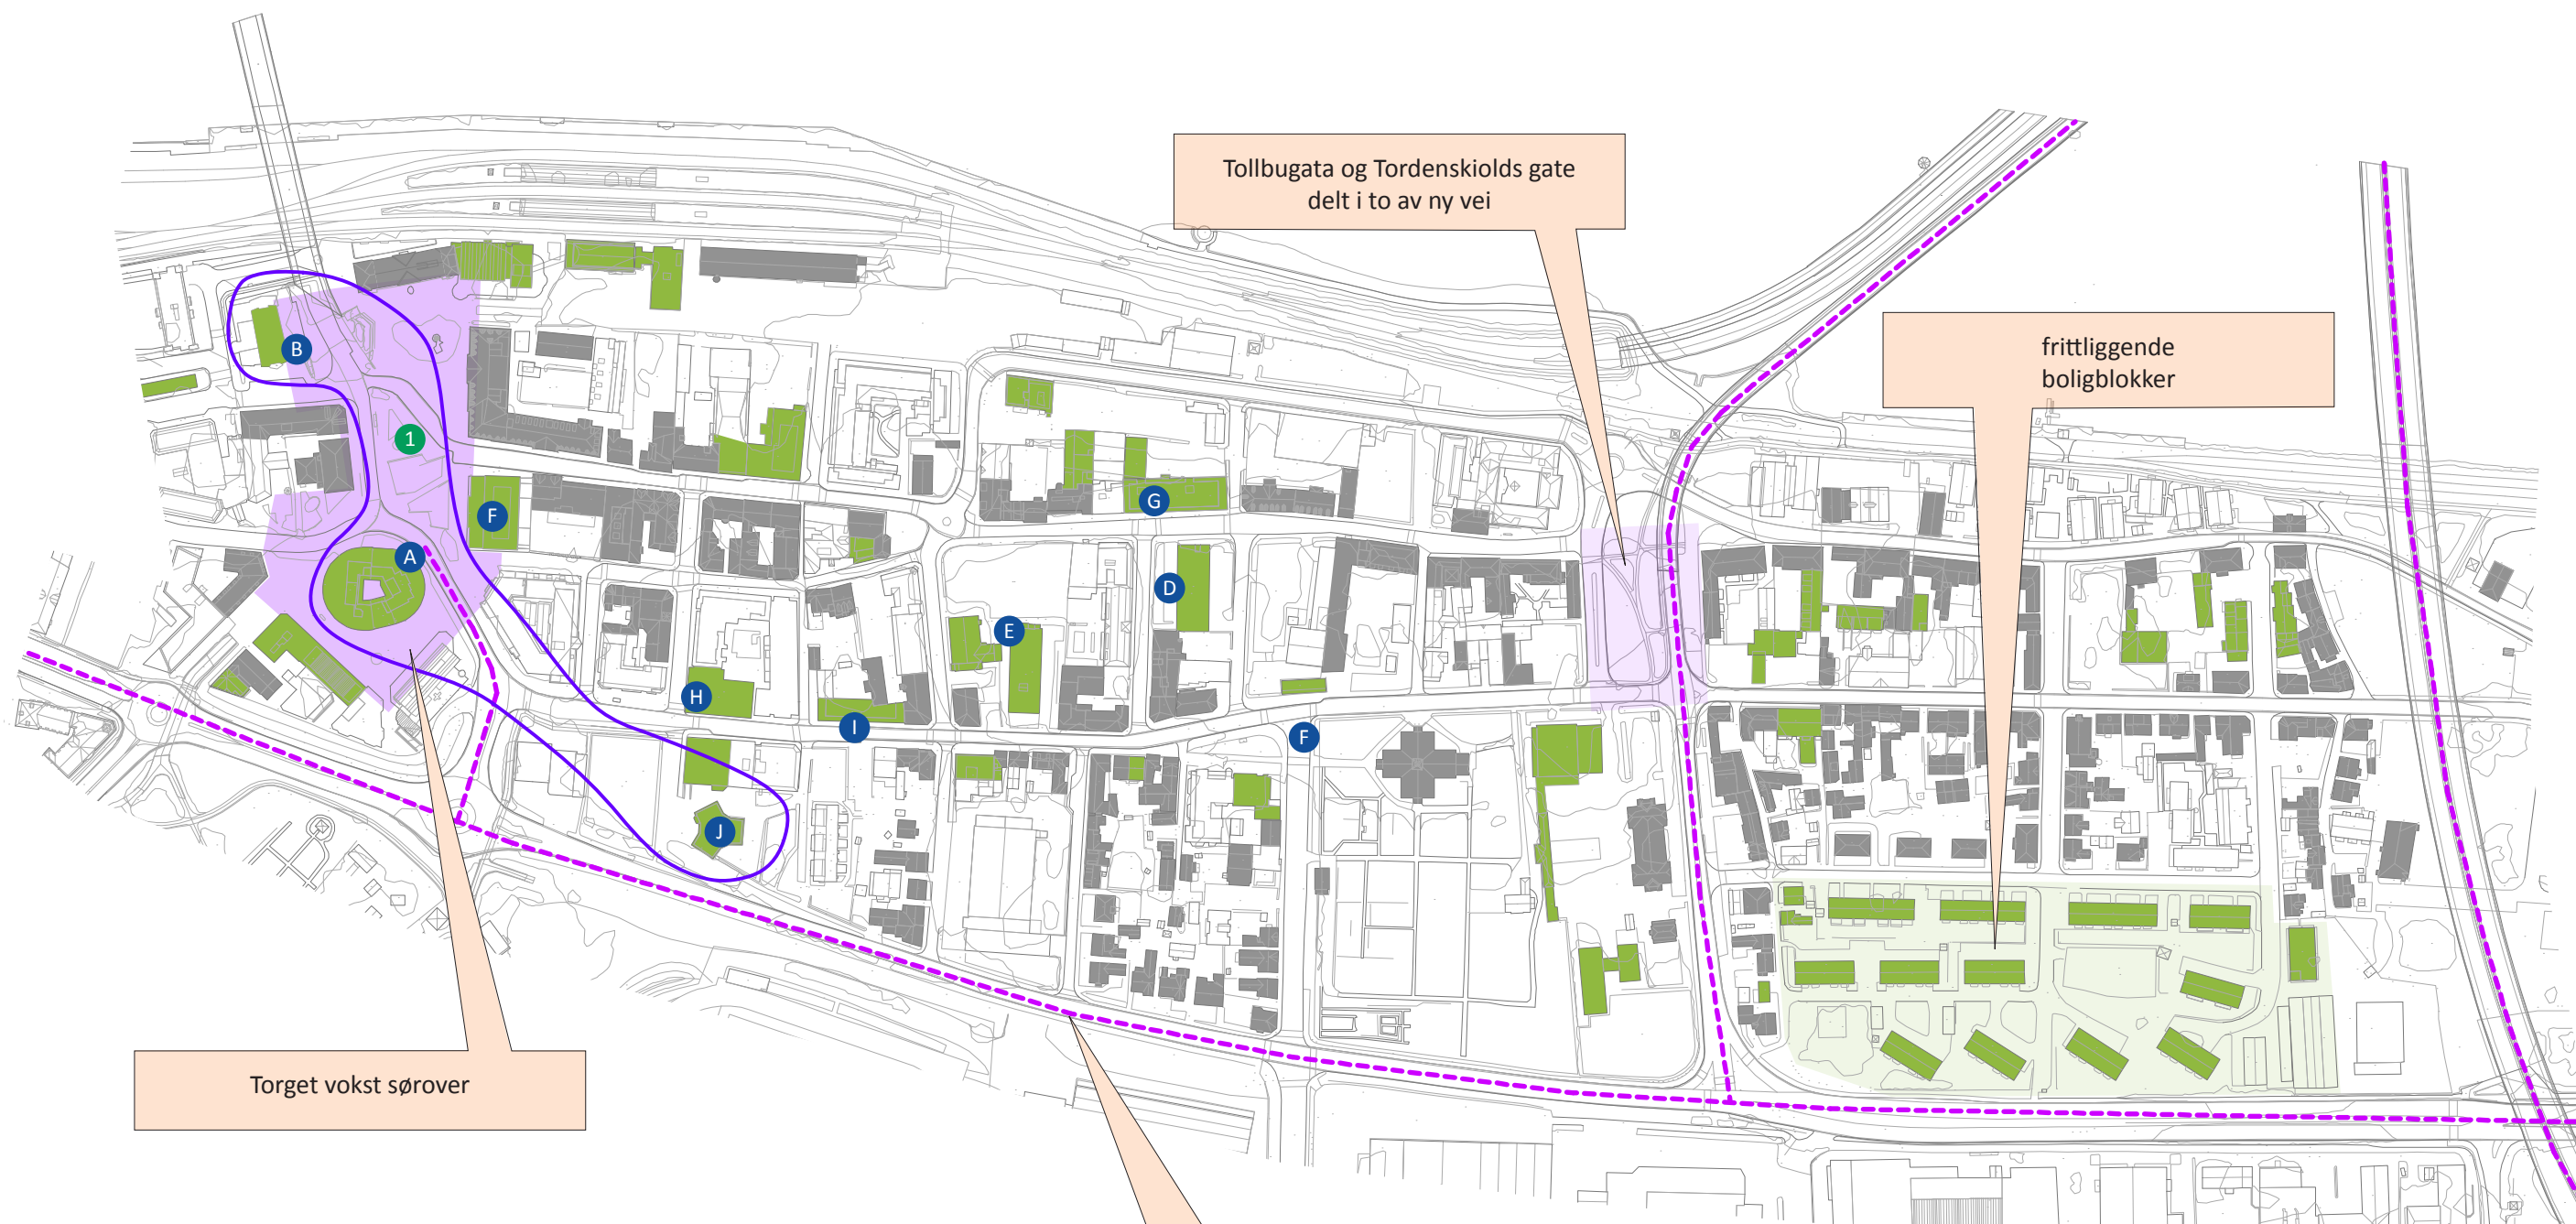 Tollbugata og Tordenskiolds gate
delt i to av ny vei
frittliggende
boligblokker
B
1
G
F
A
D
E
H
I
F
J
Torget vokst sørover